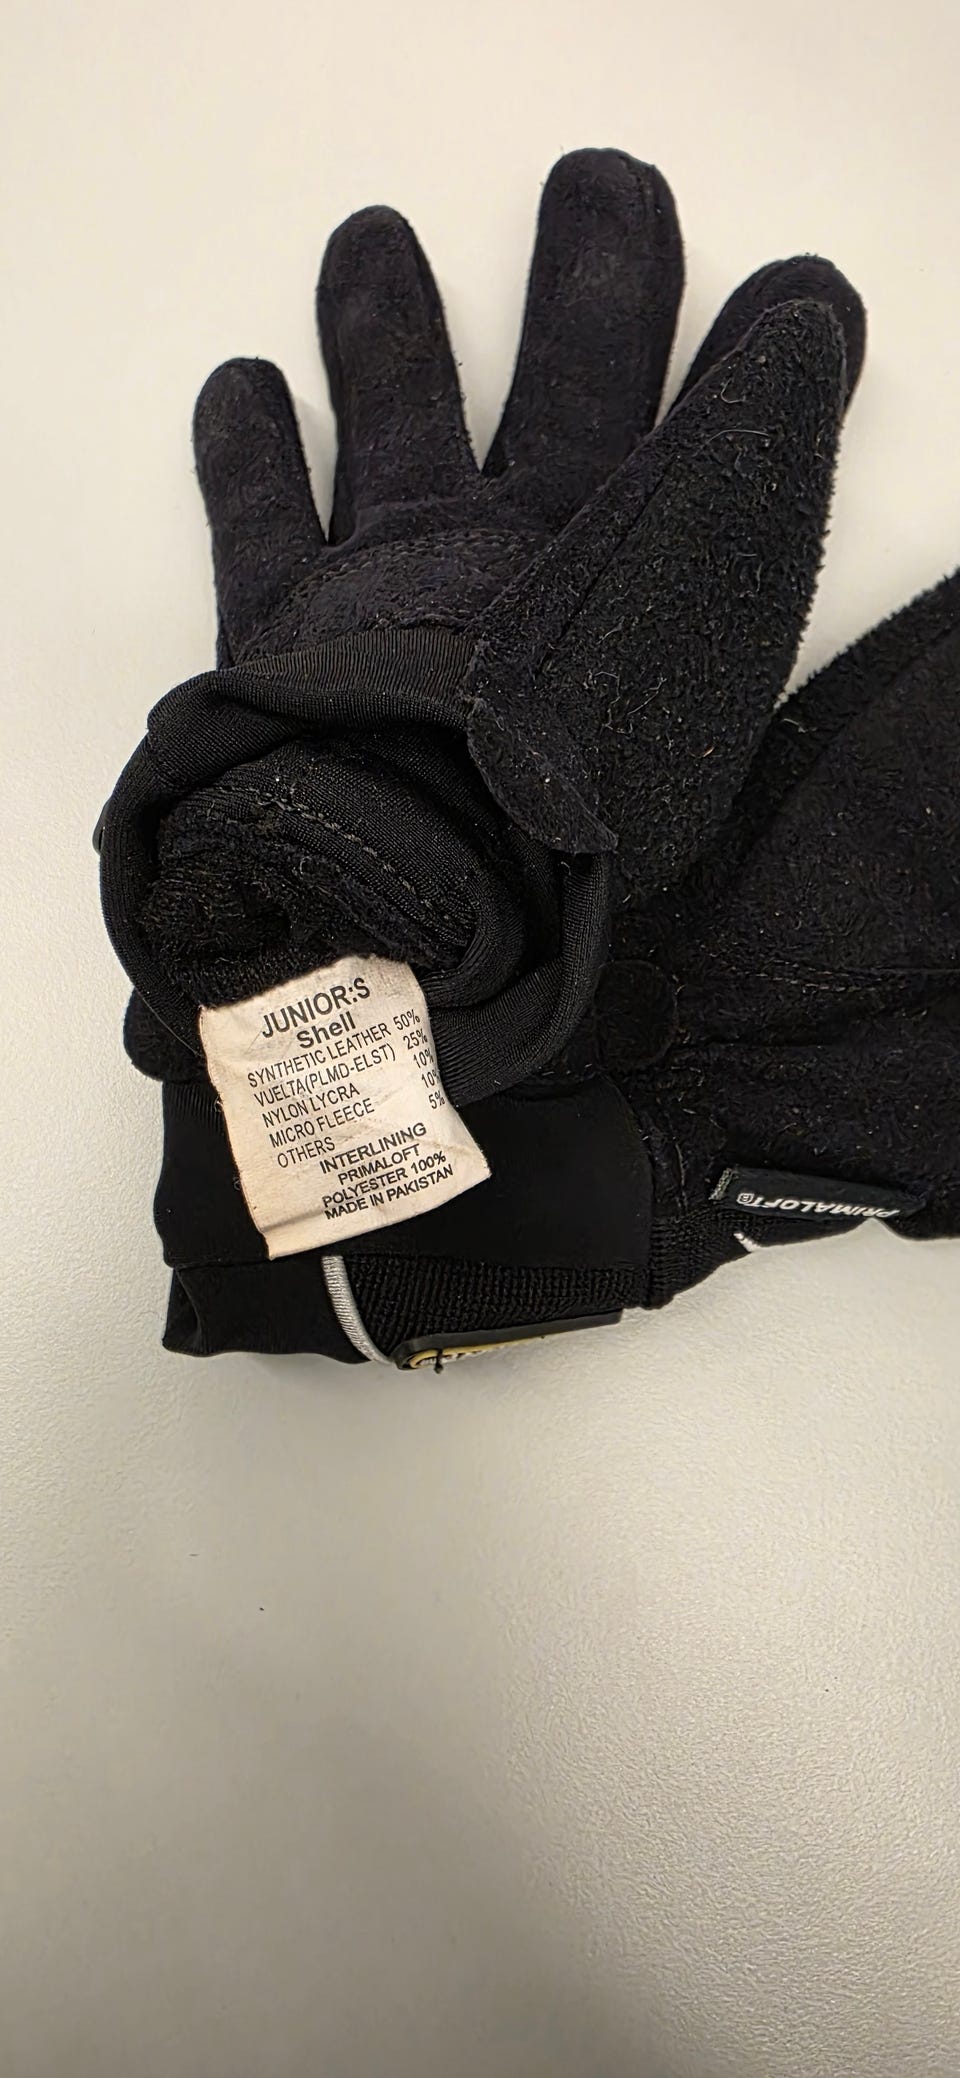 JUNIOR:S
Shell
SYNTHETIC LEATHER 50%
VUELTA(PLMD-ELST) 25%
NYLON LYCRA 10%
MICRO FLEECE 10%
OTHERS 5%
INTERLINING
PRIMALOFT
POLYESTER 100%
MADE IN PAKISTAN
PRIMALOFT®